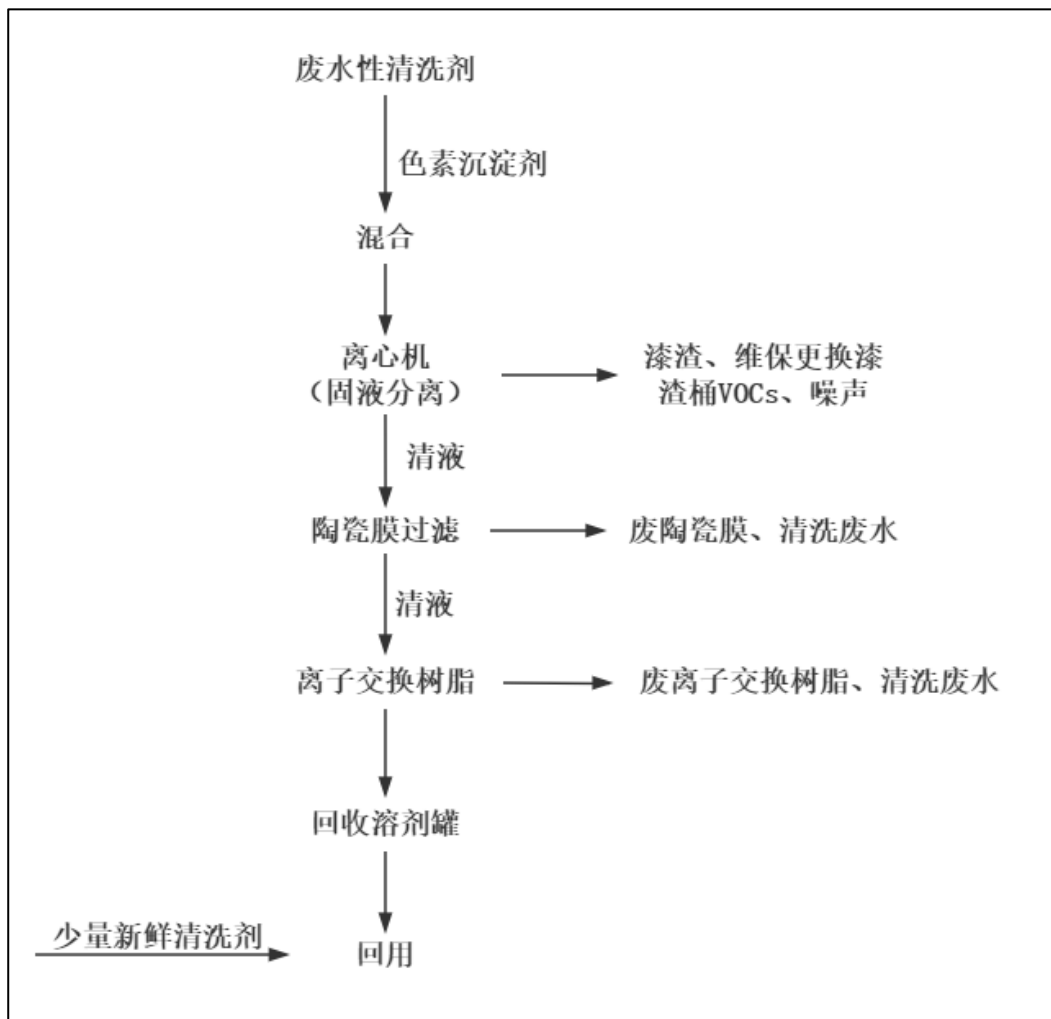 废水性清洗剂
色素沉淀剂
混合
离心机
（固液分离）
漆渣、维保更换漆
渣桶VOCs、噪声
清液
陶瓷膜过滤
废陶瓷膜、清洗废水
清液
离子交换树脂
废离子交换树脂、清洗废水
回收溶剂罐
少量新鲜清洗剂
回用